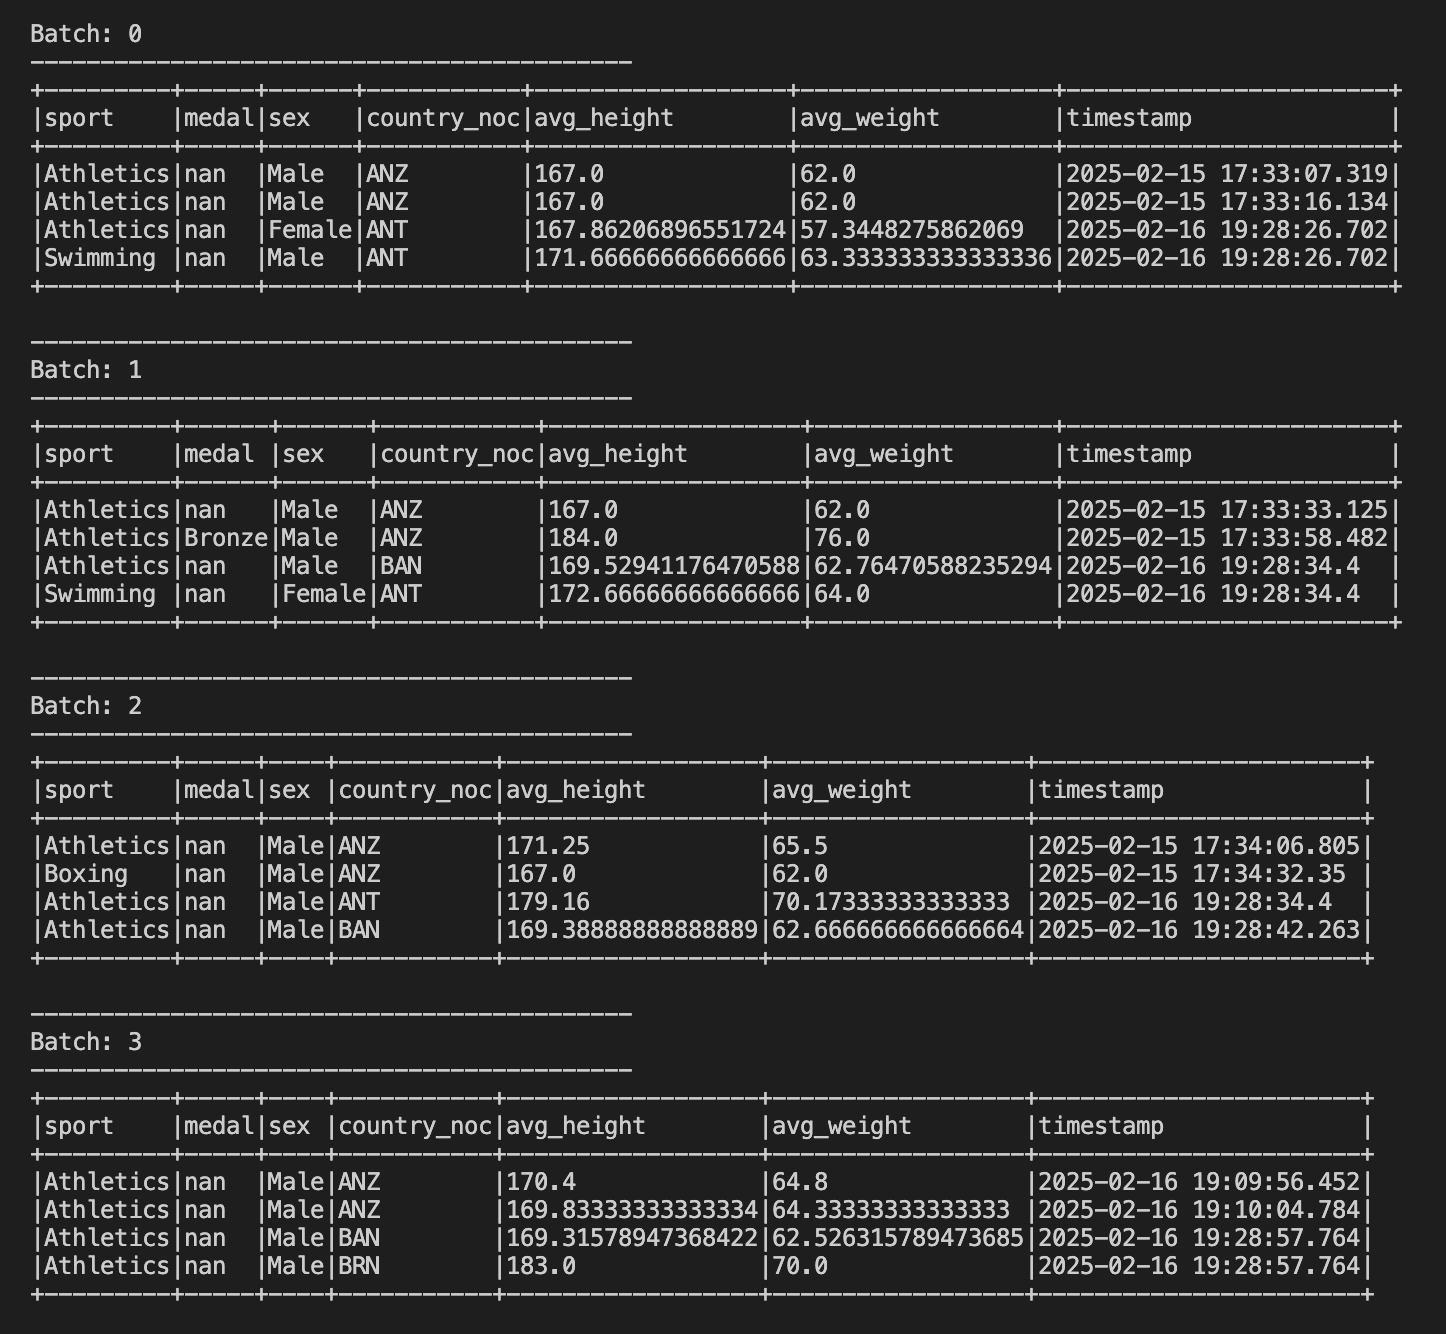 Batch: 0
-------------------------------------------
+---------+-----+------+-----------+------------------+------------------+-----------------------+
|sport    |medal|sex   |country_noc|avg_height        |avg_weight        |timestamp              |
+---------+-----+------+-----------+------------------+------------------+-----------------------+
|Athletics|nan  |Male  |ANZ        |167.0             |62.0              |2025-02-15 17:33:07.319|
|Athletics|nan  |Male  |ANZ        |167.0             |62.0              |2025-02-15 17:33:16.134|
|Athletics|nan  |Female|ANT        |167.86206896551724|57.3448275862069  |2025-02-16 19:28:26.702|
|Swimming |nan  |Male  |ANT        |171.66666666666666|63.333333333333336|2025-02-16 19:28:26.702|
+---------+-----+------+-----------+------------------+------------------+-----------------------+

-------------------------------------------
Batch: 1
-------------------------------------------
+---------+------+------+-----------+------------------+-----------------+-----------------------+
|sport    |medal |sex   |country_noc|avg_height        |avg_weight       |timestamp              |
+---------+------+------+-----------+------------------+-----------------+-----------------------+
|Athletics|nan   |Male  |ANZ        |167.0             |62.0             |2025-02-15 17:33:33.125|
|Athletics|Bronze|Male  |ANZ        |184.0             |76.0             |2025-02-15 17:33:58.482|
|Athletics|nan   |Male  |BAN        |169.52941176470588|62.76470588235294|2025-02-16 19:28:34.4  |
|Swimming |nan   |Female|ANT        |172.66666666666666|64.0             |2025-02-16 19:28:34.4  |
+---------+------+------+-----------+------------------+-----------------+-----------------------+

-------------------------------------------
Batch: 2
-------------------------------------------
+---------+-----+----+-----------+------------------+------------------+-----------------------+
|sport    |medal|sex |country_noc|avg_height        |avg_weight        |timestamp              |
+---------+-----+----+-----------+------------------+------------------+-----------------------+
|Athletics|nan  |Male|ANZ        |171.25            |65.5              |2025-02-15 17:34:06.805|
|Boxing   |nan  |Male|ANZ        |167.0             |62.0              |2025-02-15 17:34:32.35 |
|Athletics|nan  |Male|ANT        |179.16            |70.17333333333333 |2025-02-16 19:28:34.4  |
|Athletics|nan  |Male|BAN        |169.38888888888889|62.666666666666664|2025-02-16 19:28:42.263|
+---------+-----+----+-----------+------------------+------------------+-----------------------+

-------------------------------------------
Batch: 3
-------------------------------------------
+---------+-----+----+-----------+------------------+------------------+-----------------------+
|sport    |medal|sex |country_noc|avg_height        |avg_weight        |timestamp              |
+---------+-----+----+-----------+------------------+------------------+-----------------------+
|Athletics|nan  |Male|ANZ        |170.4             |64.8              |2025-02-16 19:09:56.452|
|Athletics|nan  |Male|ANZ        |169.83333333333334|64.33333333333333 |2025-02-16 19:10:04.784|
|Athletics|nan  |Male|BAN        |169.31578947368422|62.526315789473685|2025-02-16 19:28:57.764|
|Athletics|nan  |Male|BRN        |183.0             |70.0              |2025-02-16 19:28:57.764|
+---------+-----+----+-----------+------------------+------------------+-----------------------+